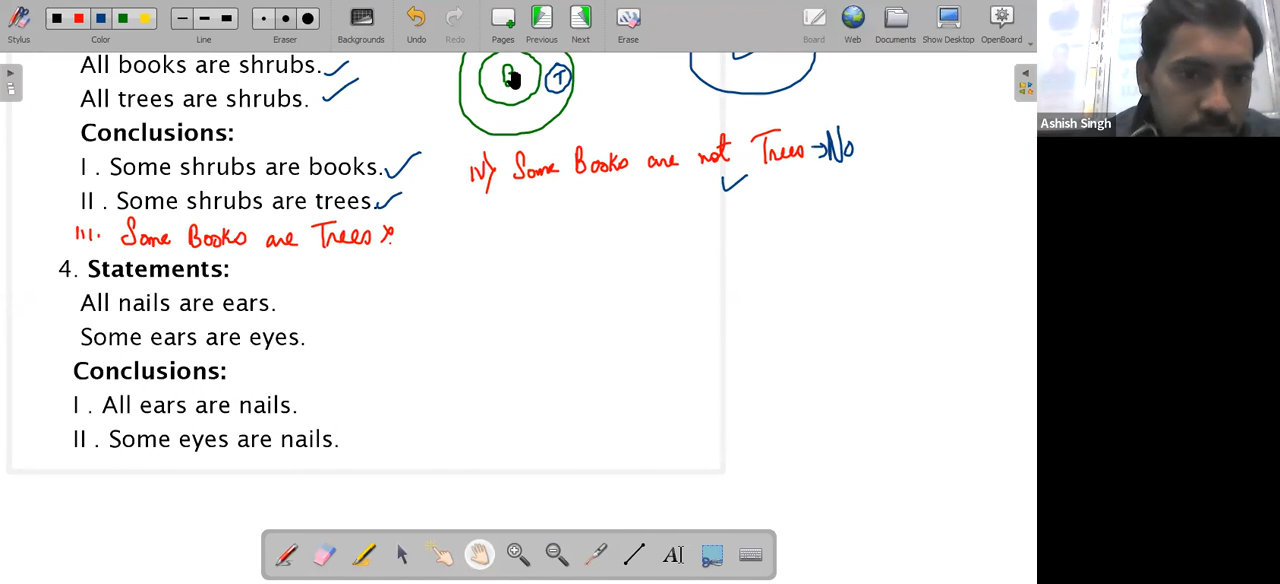 Stylus
Color
Line
Eraser
Backgrounds
Undo
Redo
Pages
Previous
Next
Erase
Board
Web
Documents
Show Desktop
OpenBoard
All books are shrubs.
All trees are shrubs.
Conclusions:
I . Some shrubs are books.
II . Some shrubs are trees.
III. Some Books are Trees
4. Statements:
All nails are ears.
Some ears are eyes.
Conclusions:
I . All ears are nails.
II . Some eyes are nails.
B T
IV) Some Books are not Trees → No
Ashish Singh
AI